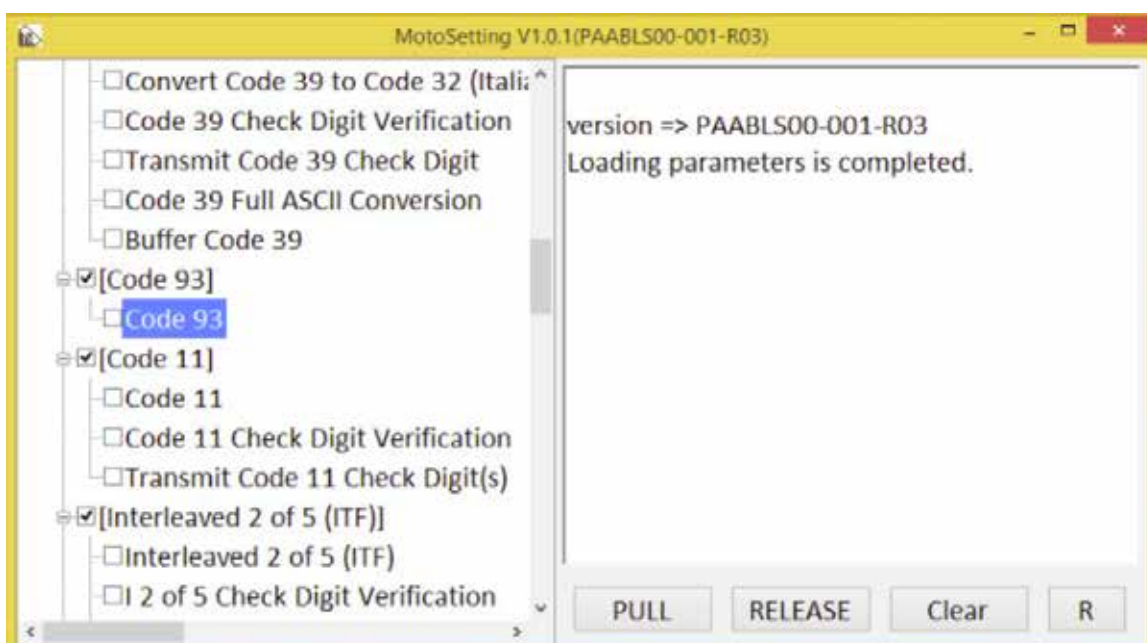 MotoSetting V1.0.1(PAABLS00-001-R03)
Convert Code 39 to Code 32 (Itali
Code 39 Check Digit Verification
Transmit Code 39 Check Digit
Code 39 Full ASCII Conversion
Buffer Code 39
[Code 93]
Code 93
[Code 11]
Code 11
Code 11 Check Digit Verification
Transmit Code 11 Check Digit(s)
[Interleaved 2 of 5 (ITF)]
Interleaved 2 of 5 (ITF)
I 2 of 5 Check Digit Verification
version => PAABLS00-001-R03
Loading parameters is completed.
PULL
RELEASE
Clear
R